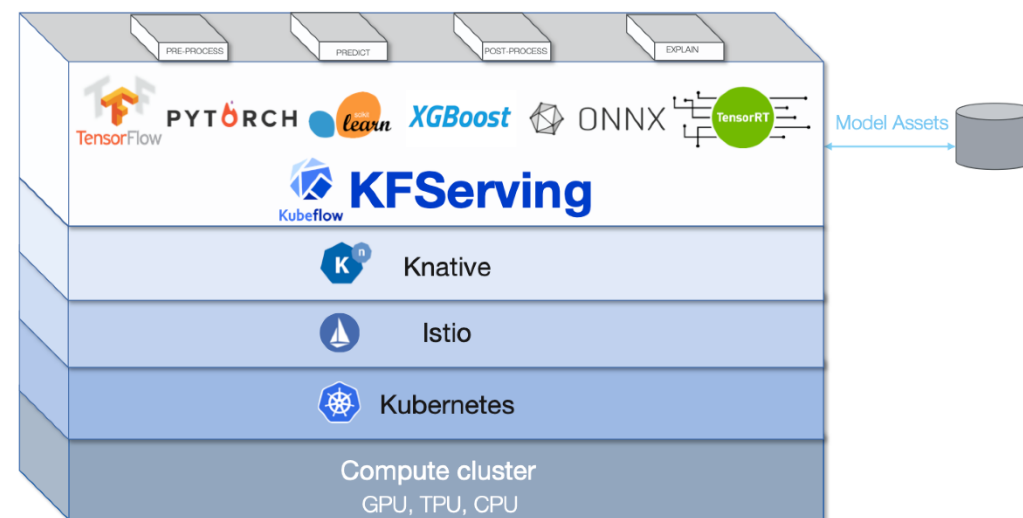 PRE-PROCESS
PREDICT
POST-PROCESS
EXPLAIN
TensorFlow
PYTORCH
learn
XGBoost
ONNX
TensorRT
Model Assets
Kubeflow
KFServing
K n
Knative
Istio
Kubernetes
Compute cluster
GPU, TPU, CPU